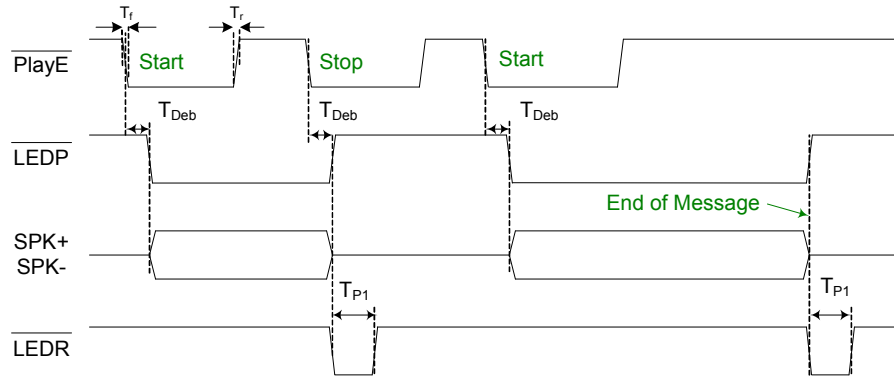 Tf Tr
PlayE
Start Stop Start
TDeb TDeb TDeb
LEDP
End of Message
SPK+
SPK-
TP1 TP1
LEDR